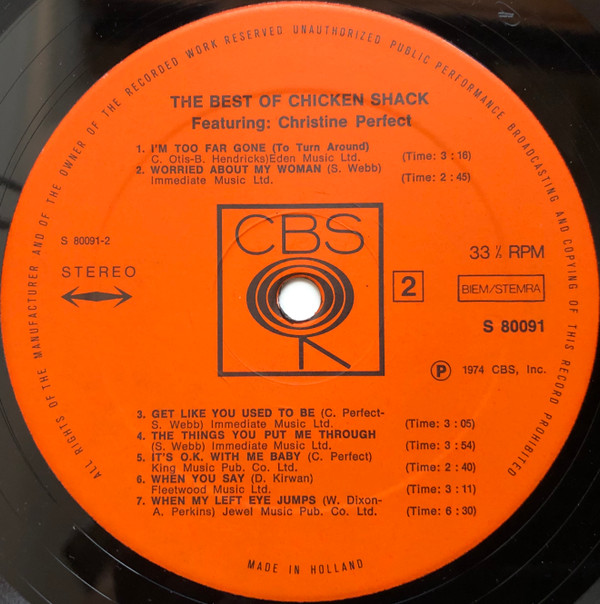 ALL RIGHTS OF THE MANUFACTURER AND OF THE OWNER OF THE RECORDED WORK RESERVED UNAUTHORIZED PUBLIC PERFORMANCE BROADCASTING AND COPYING OF THIS RECORD PROHIBITED
THE BEST OF CHICKEN SHACK
Featuring: Christine Perfect
1. I'M TOO FAR GONE (To Turn Around)
C. Otis-B. Hendricks)Eden Music Ltd. (Time: 3 : 16)
2. WORRIED ABOUT MY WOMAN (S. Webb)
Immediate Music Ltd. (Time: 2 : 45)
CBS
S 80091-2
STEREO
33 ⅓ RPM
2
BIEM/STEMRA
S 80091
Ⓟ 1974 CBS, Inc.
3. GET LIKE YOU USED TO BE (C. Perfect-
S. Webb) Immediate Music Ltd. (Time: 3 : 05)
4. THE THINGS YOU PUT ME THROUGH
(S. Webb) Immediate Music Ltd. (Time: 3 : 54)
5. IT'S O.K. WITH ME BABY (C. Perfect)
King Music Pub. Co. Ltd. (Time: 2 : 40)
6. WHEN YOU SAY (D. Kirwan)
Fleetwood Music Ltd. (Time: 3 : 11)
7. WHEN MY LEFT EYE JUMPS (W. Dixon-
A. Perkins) Jewel Music Pub. Co. Ltd. (Time: 6 : 30)
MADE IN HOLLAND